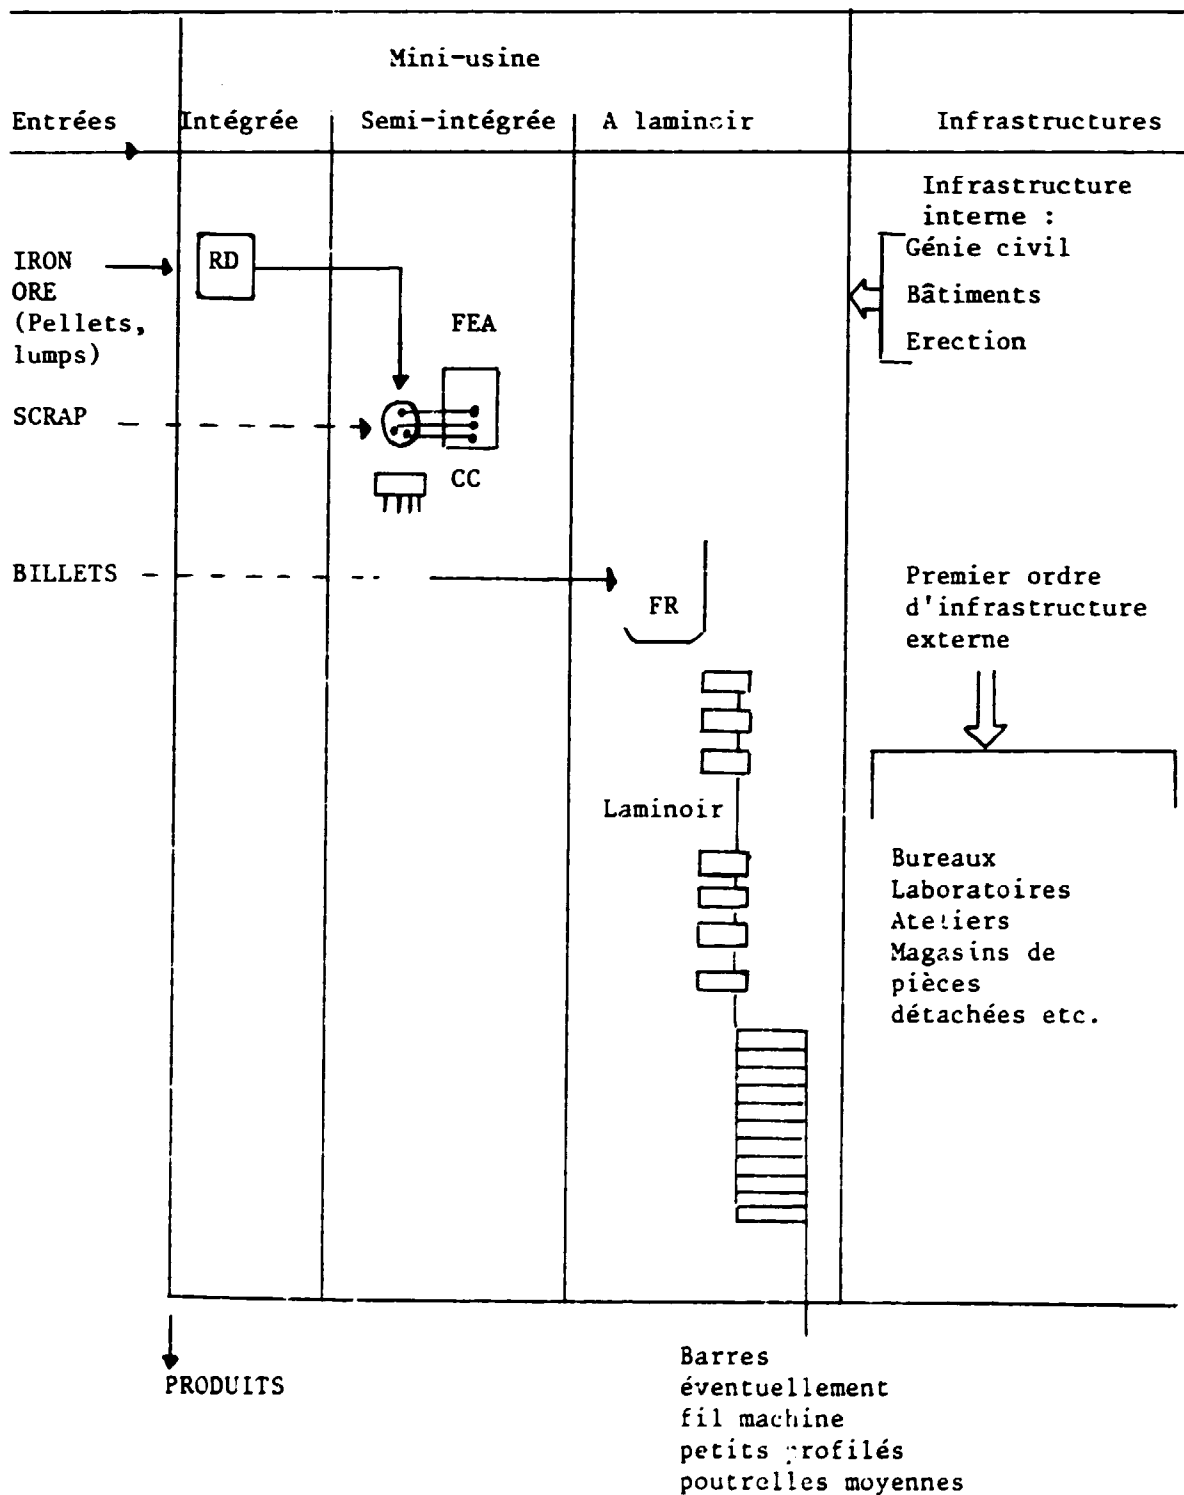 Mini-usine
Entrées
Intégrée
Semi-intégrée
A laminoir
Infrastructures
Infrastructure
interne :
Génie civil
Bâtiments
Erection
IRON
ORE
(Pellets,
lumps)
RD
FEA
SCRAP
CC
BILLETS
FR
Premier ordre
d'infrastructure
externe
Laminoir
Bureaux
Laboratoires
Ateliers
Magasins de
pièces
détachées etc.
PRODUITS
Barres
éventuellement
fil machine
petits profilés
poutrelles moyennes